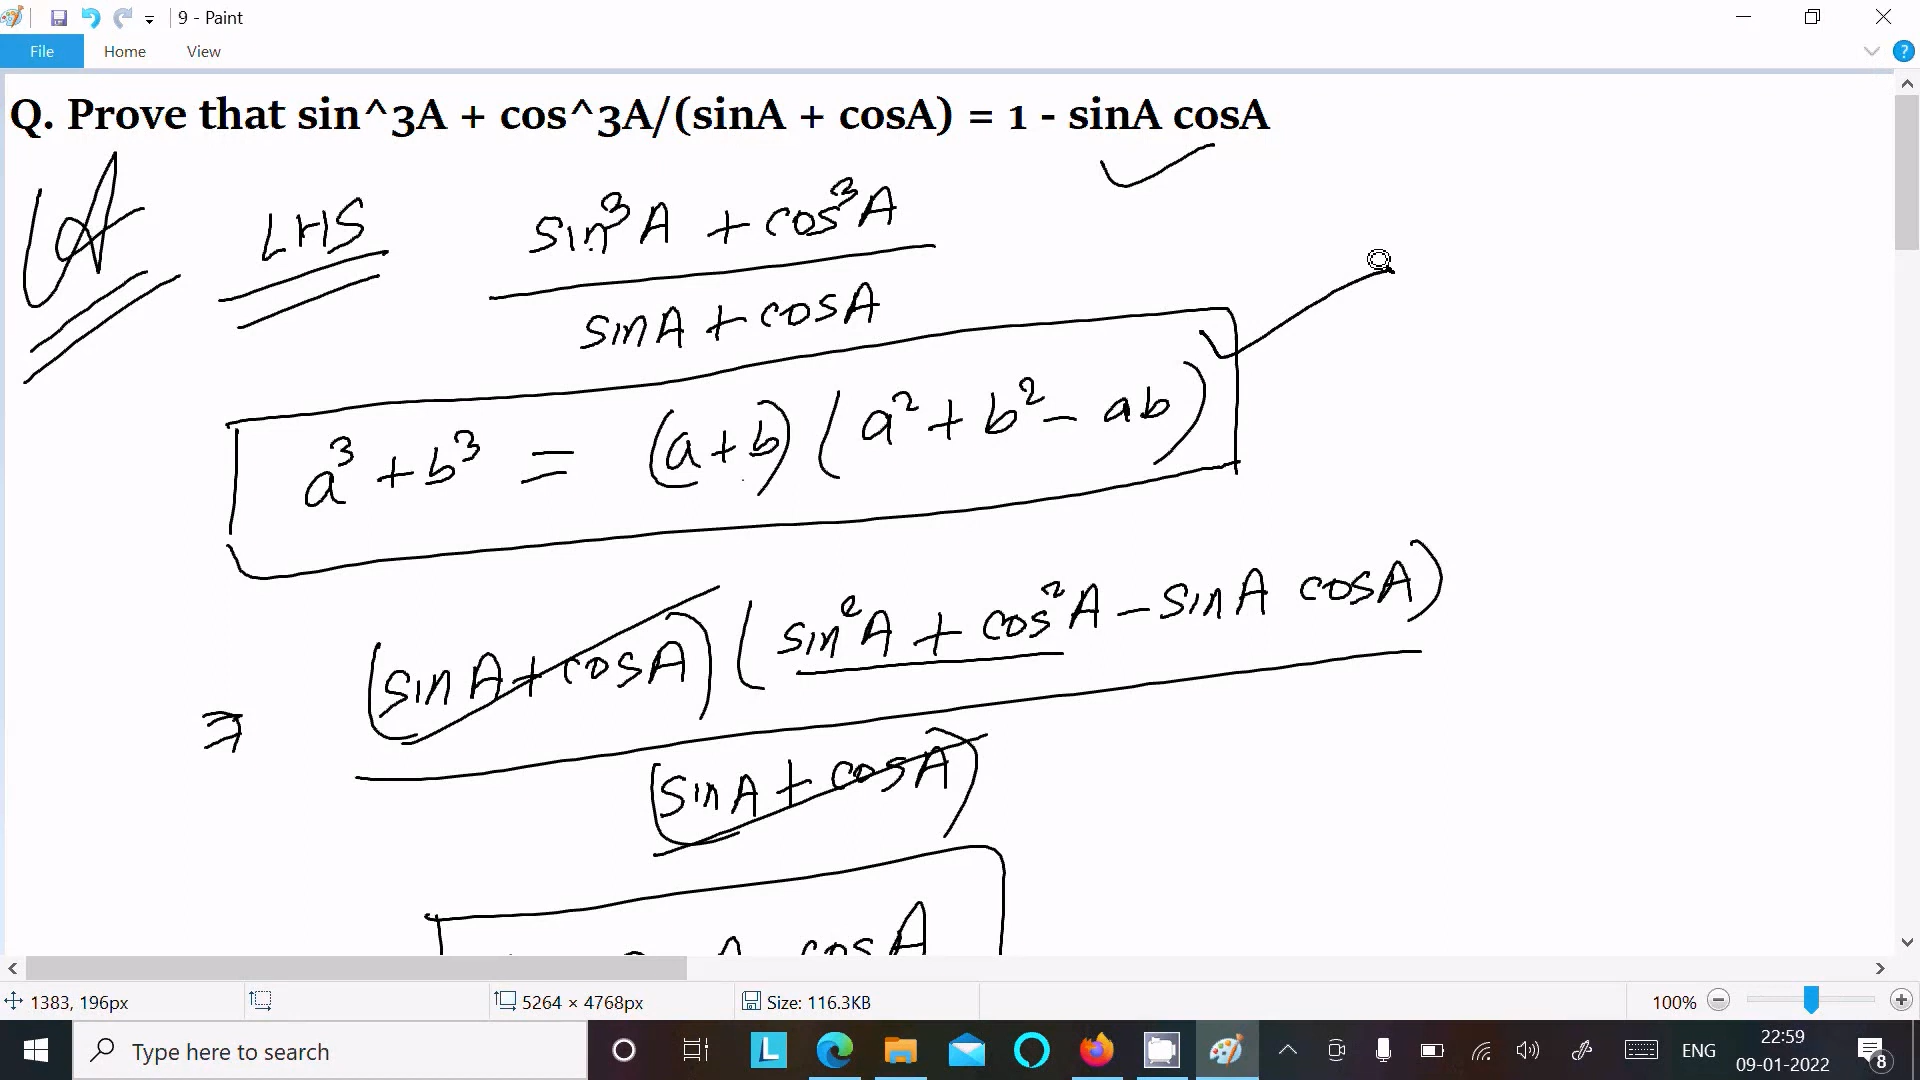 9 - Paint
File Home View
Q. Prove that sin^3A + cos^3A/(sinA + cosA) = 1 - sinA cosA
LHS sin³A + cos³A
sinA + cosA
a³ + b³ = (a+b) (a² + b² - ab)
⇒ (sinA + cosA) (sin²A + cos²A - sinA cosA)
(sinA + cosA)
cosA
1383, 196px 5264 × 4768px Size: 116.3KB 100%
Type here to search L ENG 22:59
09-01-2022 8